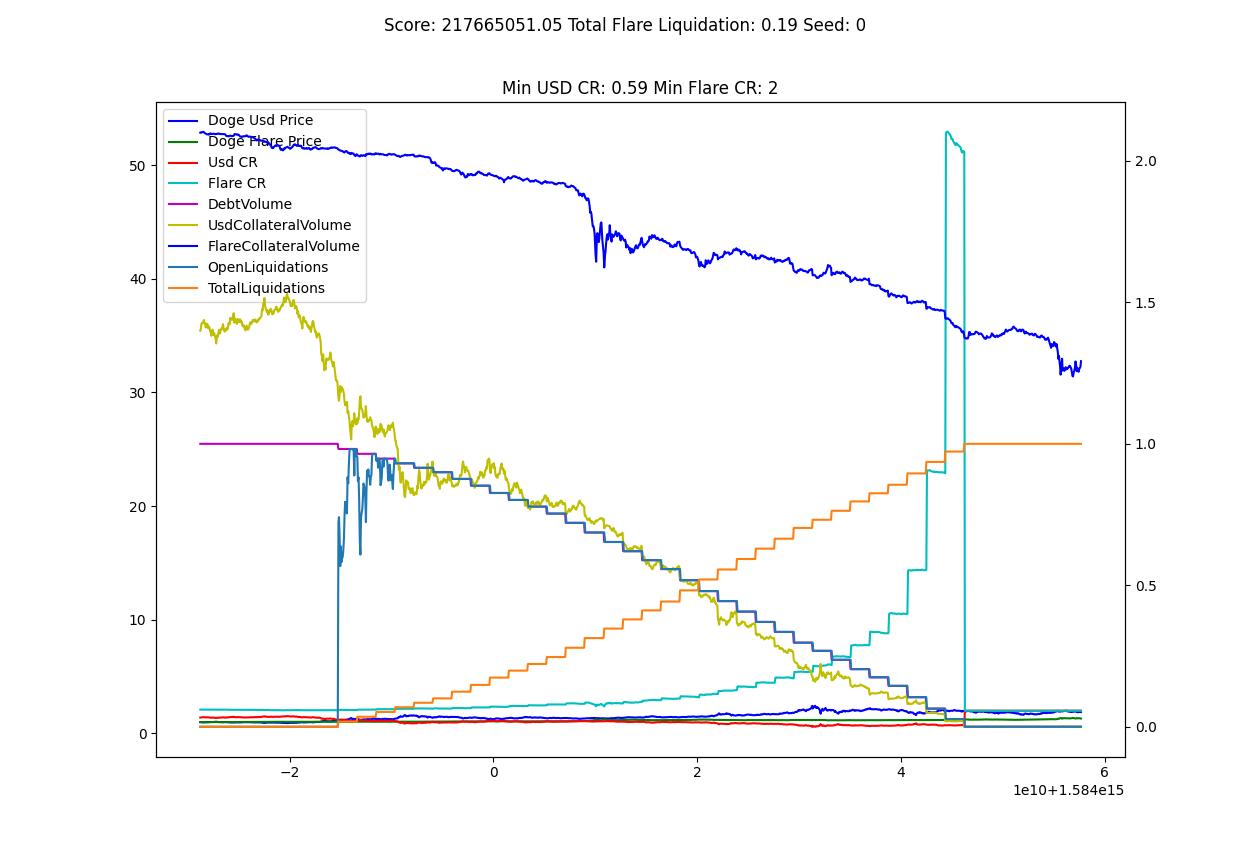 Score: 217665051.05 Total Flare Liquidation: 0.19 Seed: 0
Min USD CR: 0.59 Min Flare CR: 2
Doge Usd Price
Doge Flare Price
Usd CR
Flare CR
DebtVolume
UsdCollateralVolume
FlareCollateralVolume
OpenLiquidations
TotalLiquidations
50
40
30
20
10
0
2.0
1.5
1.0
0.5
0.0
−2
0
2
4
6
1e10+1.584e15